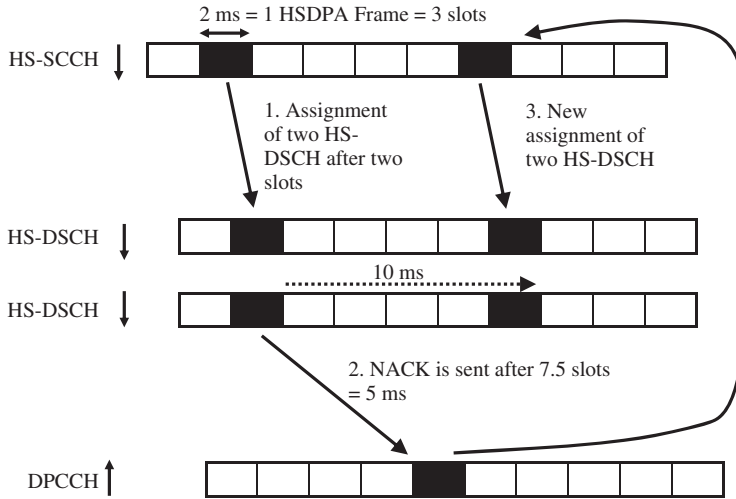 2 ms = 1 HSDPA Frame = 3 slots
HS-SCCH
1. Assignment
of two HS-
DSCH after two
slots
3. New
assignment of
two HS-DSCH
HS-DSCH
10 ms
HS-DSCH
2. NACK is sent after 7.5 slots
= 5 ms
DPCCH